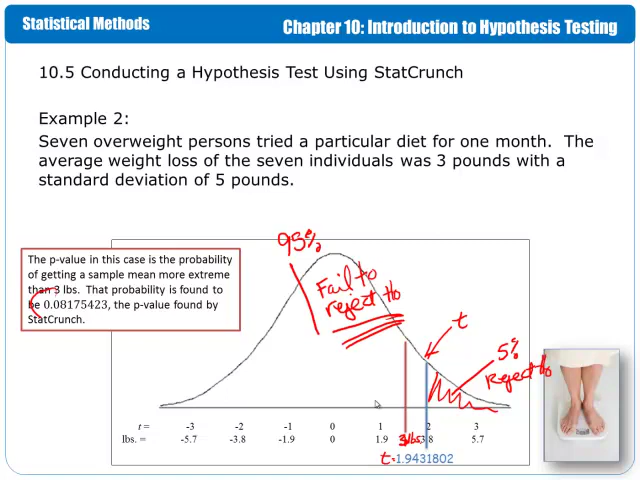 Statistical Methods
Chapter 10: Introduction to Hypothesis Testing
10.5 Conducting a Hypothesis Test Using StatCrunch
Example 2:
Seven overweight persons tried a particular diet for one month. The
average weight loss of the seven individuals was 3 pounds with a
standard deviation of 5 pounds.
The p-value in this case is the probability
of getting a sample mean more extreme
than 3 lbs. That probability is found to
be 0.08175423, the p-value found by
StatCrunch.
95%
Fail to
reject Ho
t
5%
Reject Ho
t = -3 -2 -1 0 1 2 3
lbs. = -5.7 -3.8 -1.9 0 1.9 3lbs 3.8 5.7
t=1.9431802